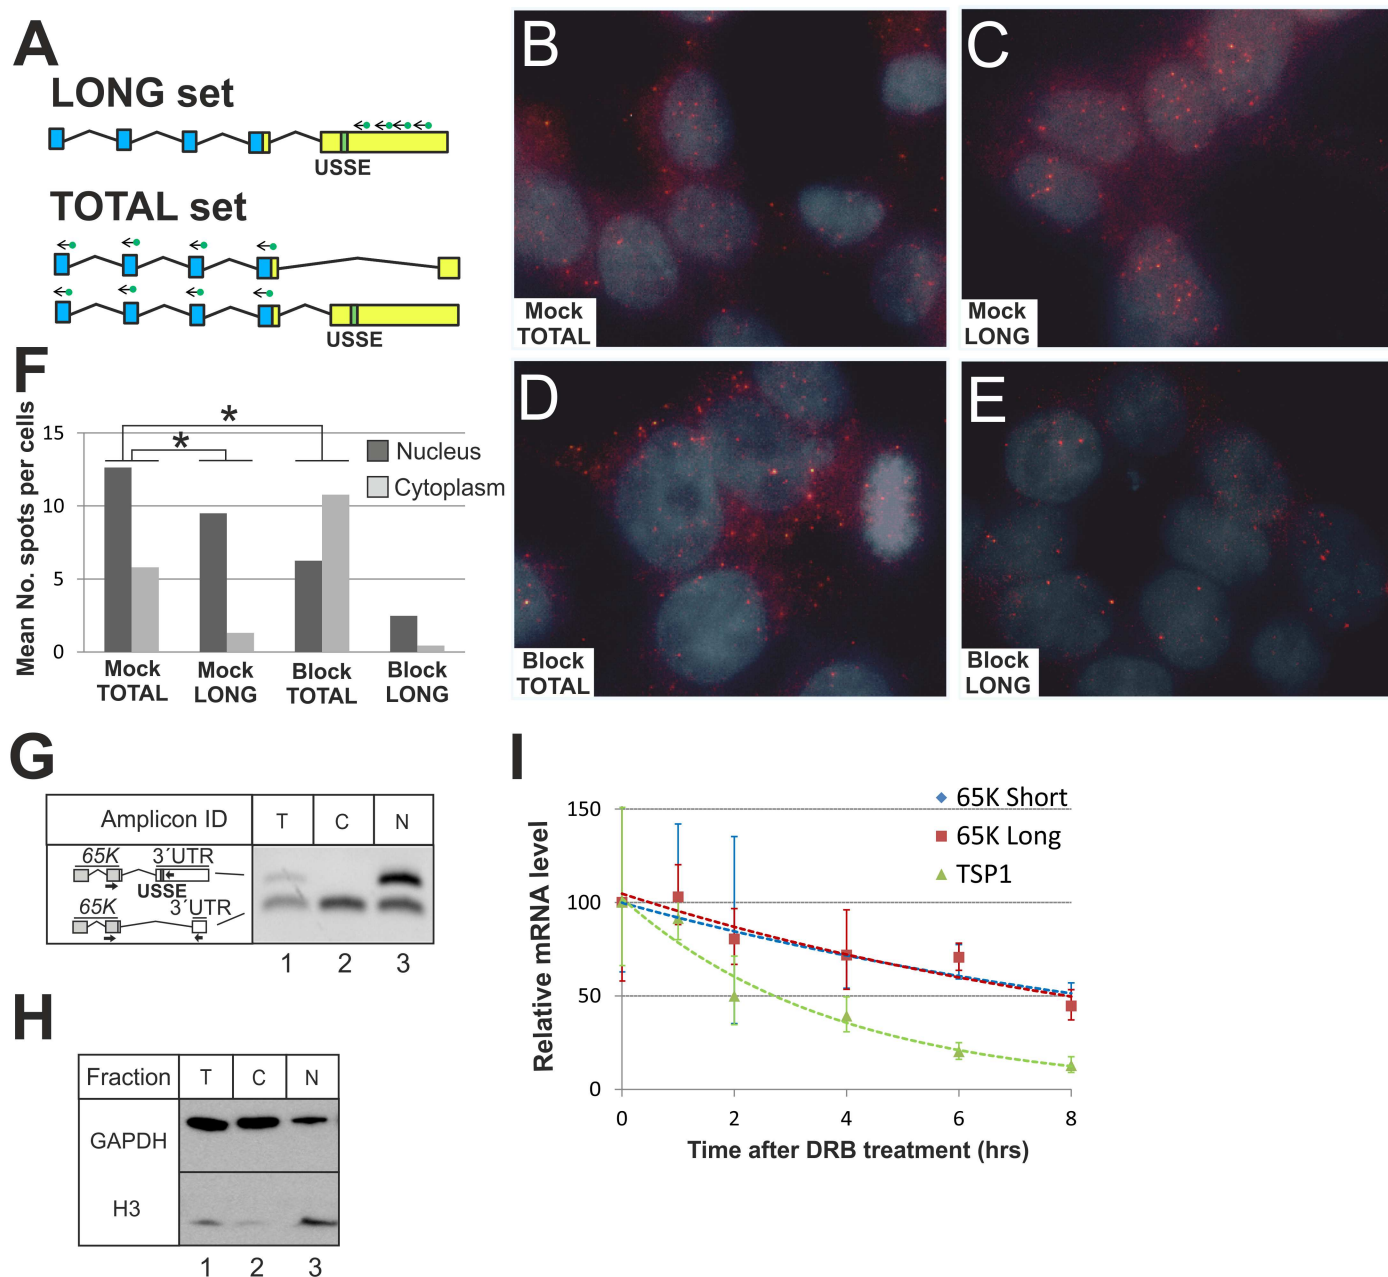 A
LONG set
USSE
TOTAL set
USSE
B
Mock
TOTAL
C
Mock
LONG
D
Block
TOTAL
E
Block
LONG
F
Mean No. spots per cells
15
10
5
0
*
*
Nucleus
Cytoplasm
Mock
TOTAL
Mock
LONG
Block
TOTAL
Block
LONG
G
Amplicon ID T C N
65K 3´UTR
USSE
65K 3´UTR
1 2 3
H
Fraction T C N
GAPDH
H3
1 2 3
I
Relative mRNA level
150
100
50
0
65K Short
65K Long
TSP1
0 2 4 6 8
Time after DRB treatment (hrs)